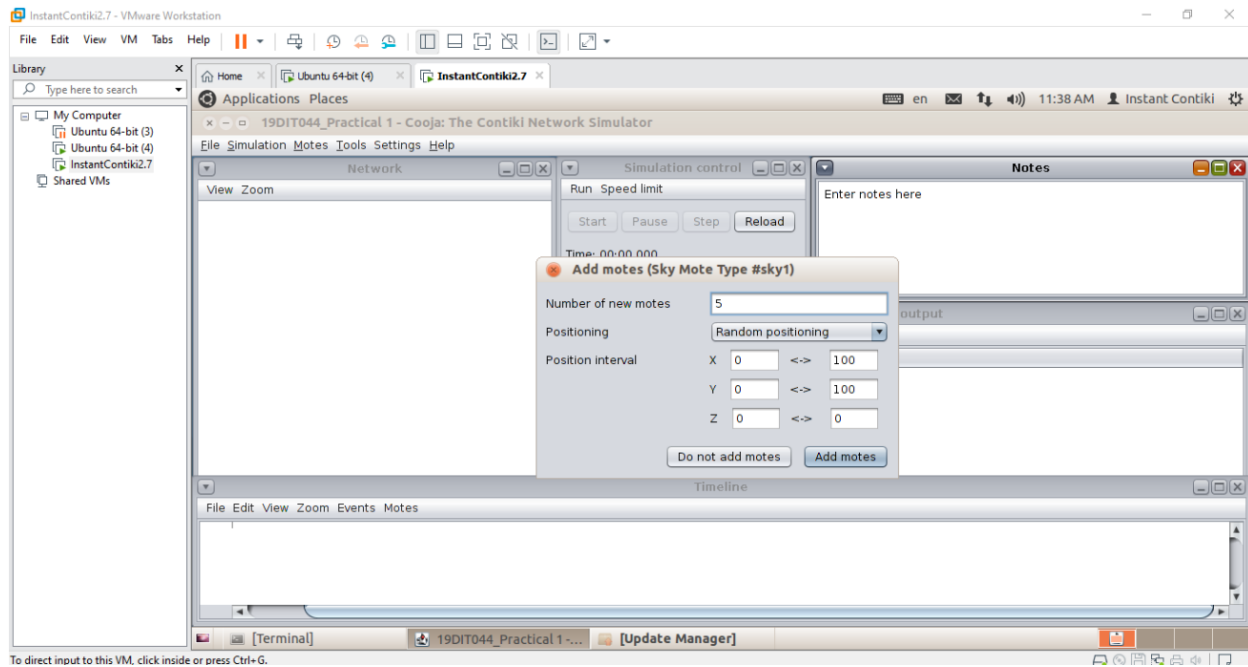 InstantContiki2.7 - VMware Workstation
File Edit View VM Tabs Help
Library
Type here to search
My Computer
Ubuntu 64-bit (3)
Ubuntu 64-bit (4)
InstantContiki2.7
Shared VMs
Home Ubuntu 64-bit (4) InstantContiki2.7
Applications Places en 11:38 AM Instant Contiki
19DIT044_Practical 1 - Cooja: The Contiki Network Simulator
File Simulation Motes Tools Settings Help
Network
View Zoom
Simulation control
Run Speed limit
Start Pause Step Reload
Time: 00:00.000
Notes
Enter notes here
output
Add motes (Sky Mote Type #sky1)
Number of new motes 5
Positioning Random positioning
Position interval X 0 <-> 100
Y 0 <-> 100
Z 0 <-> 0
Do not add motes Add motes
Timeline
File Edit View Zoom Events Motes
[Terminal] 19DIT044_Practical 1 -... [Update Manager]
To direct input to this VM, click inside or press Ctrl+G.